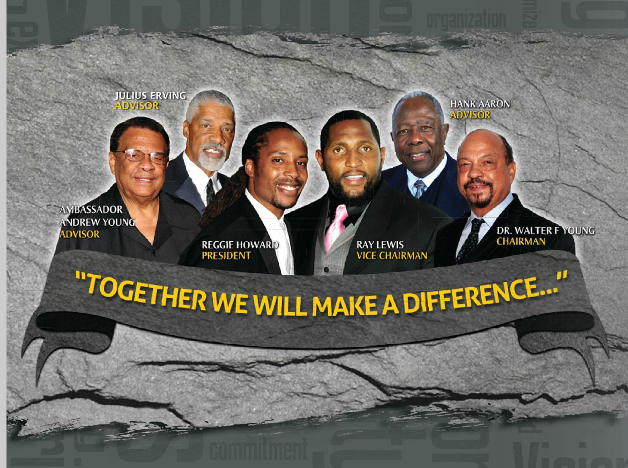 organization
JULIUS ERVING
ADVISOR
HANK AARON
ADVISOR
AMBASSADOR
ANDREW YOUNG
ADVISOR
REGGIE HOWARD
PRESIDENT
RAY LEWIS
VICE CHAIRMAN
DR. WALTER F YOUNG
CHAIRMAN
“TOGETHER WE WILL MAKE A DIFFERENCE...”
commitment